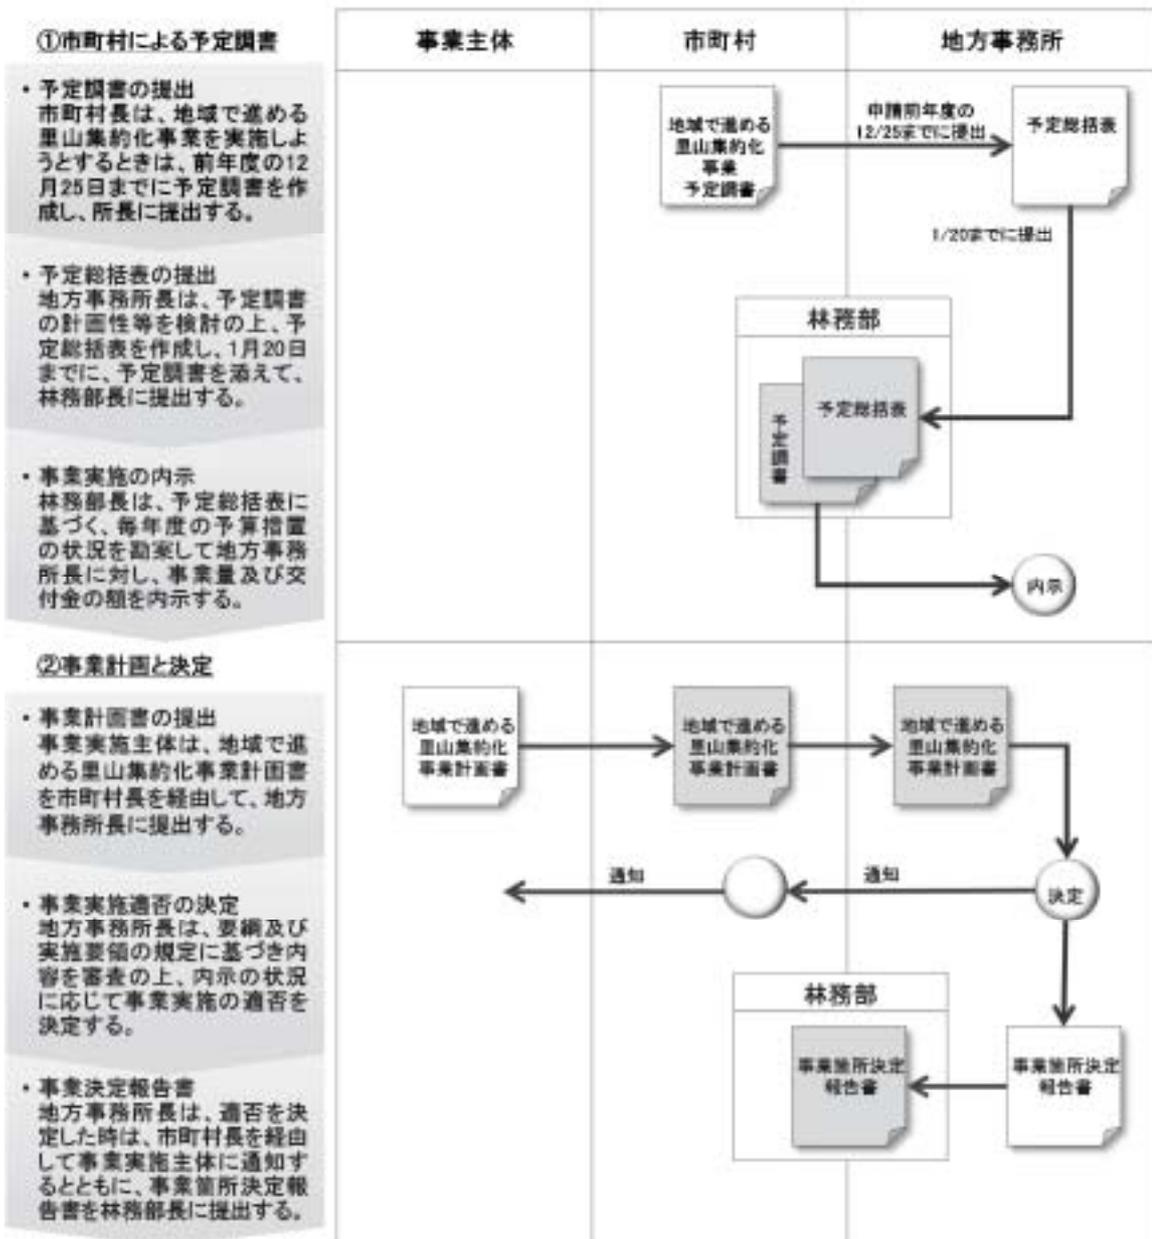 ①市町村による予定調書
・予定調書の提出
市町村長は、地域で進める
里山集約化事業を実施しよ
うとするときは、前年度の12
月25日までに予定調書を作
成し、所長に提出する。
・予定総括表の提出
地方事務所長は、予定調書
の計画性等を検討の上、予
定総括表を作成し、1月20日
までに、予定調書を添えて、
林務部長に提出する。
・事業実施の内示
林務部長は、予定総括表に
基づく、毎年度の予算措置
の状況を勘案して地方事務
所長に対し、事業量及び交
付金の額を内示する。
②事業計画と決定
・事業計画書の提出
事業実施主体は、地域で進
める里山集約化事業計画書
を市町村長を経由して、地方
事務所長に提出する。
・事業実施適否の決定
地方事務所長は、要綱及び
実施要領の規定に基づき内
容を審査の上、内示の状況
に応じて事業実施の適否を
決定する。
・事業決定報告書
地方事務所長は、適否を決
定した時は、市町村長を経由
して事業実施主体に通知す
るとともに、事業箇所決定報
告書を林務部長に提出する。
事業主体
市町村
地方事務所
地域で進める
里山集約化
事業
予定調書
申請前年度の
12/25までに提出
予定総括表
1/20までに提出
林務部
予定総括表
予定調書
内示
地域で進める
里山集約化
事業計画書
地域で進める
里山集約化
事業計画書
地域で進める
里山集約化
事業計画書
通知
通知
決定
林務部
事業箇所決定
報告書
事業箇所決定
報告書